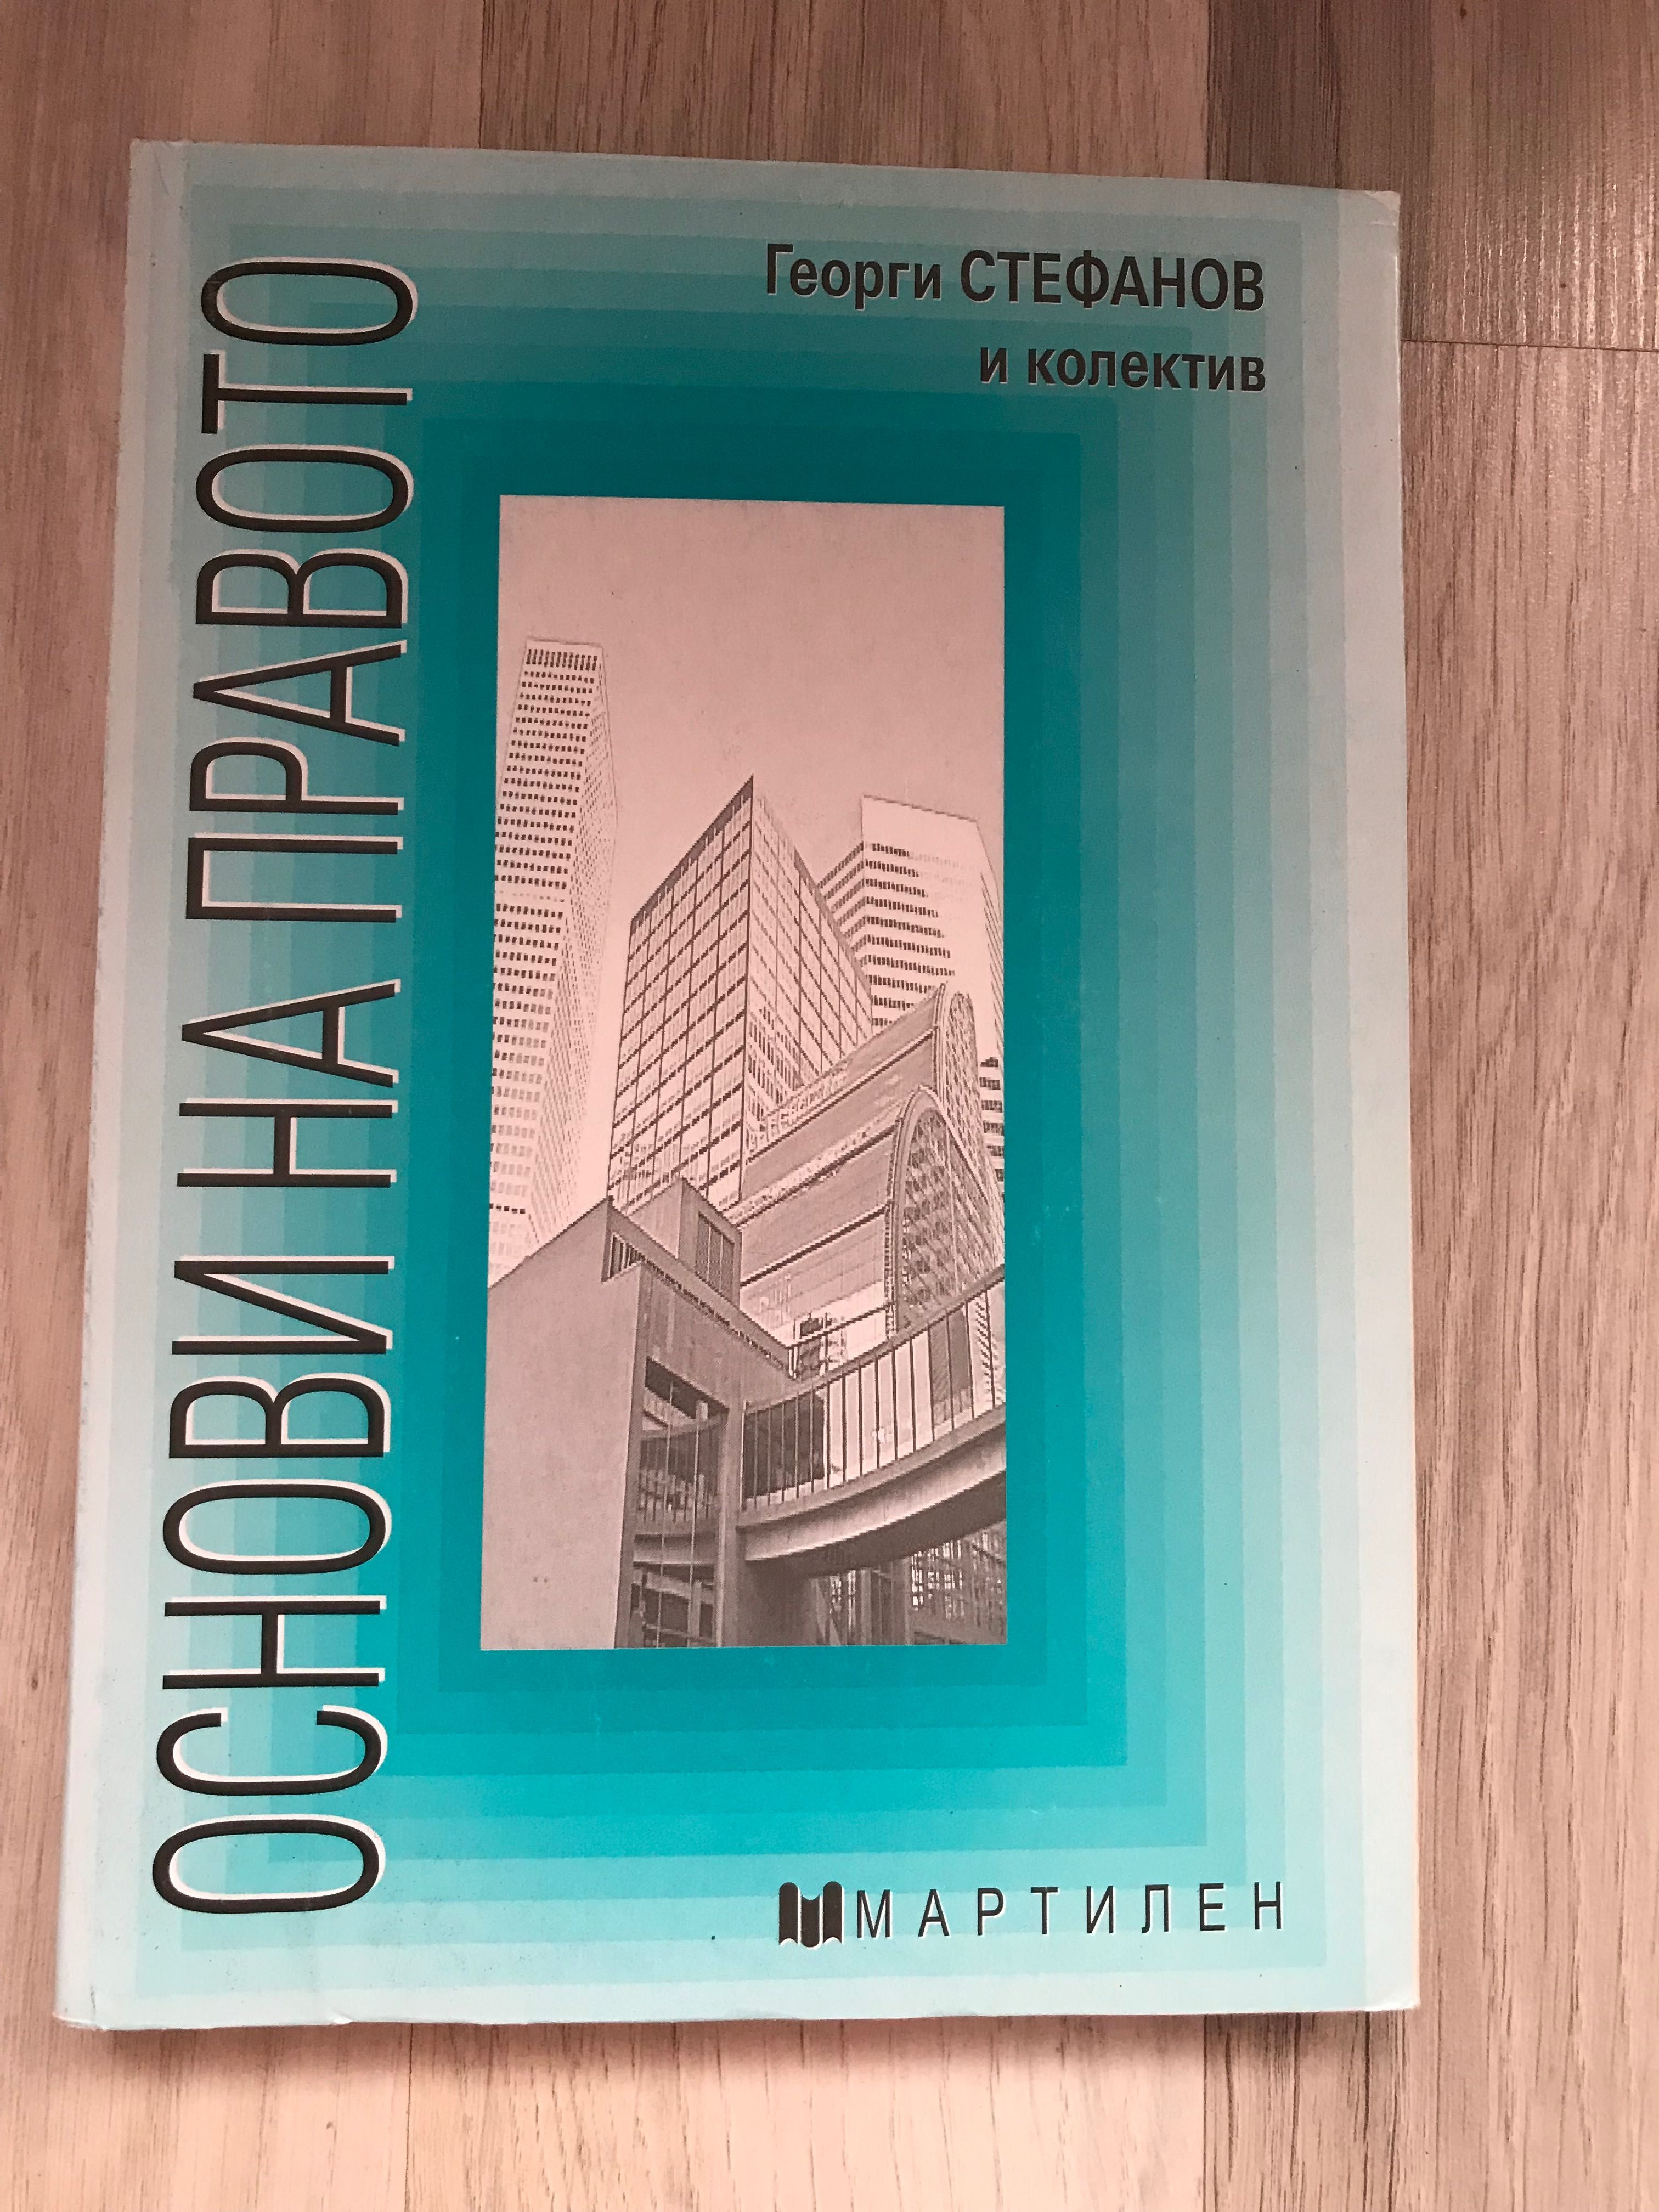 Георги СТЕФАНОВ
и колектив
ОСНОВИ НА ПРАВОТО
МАРТИЛЕН